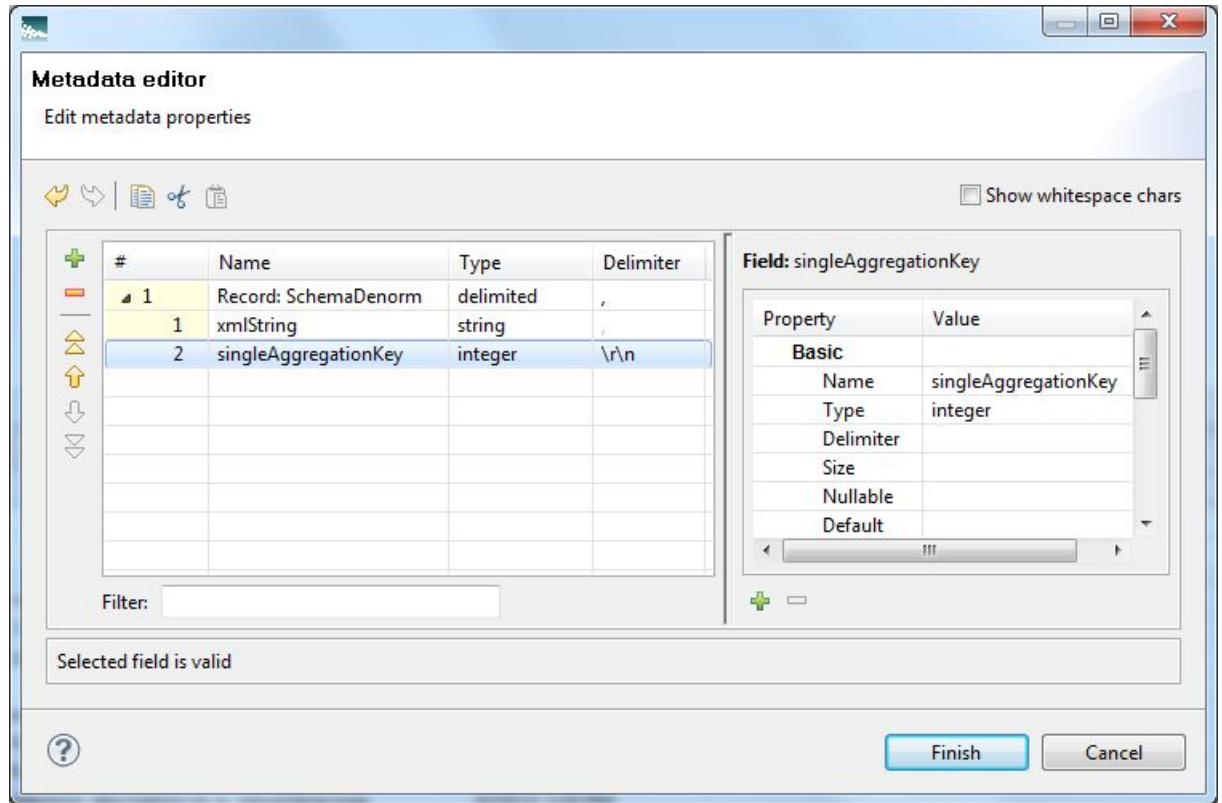 Metadata editor
Edit metadata properties
Show whitespace chars
# Name Type Delimiter
1 Record: SchemaDenorm delimited ,
1 xmlString string ,
2 singleAggregationKey integer \r\n
Filter:
Field: singleAggregationKey
Property Value
Basic
Name singleAggregationKey
Type integer
Delimiter
Size
Nullable
Default
Selected field is valid
Finish Cancel